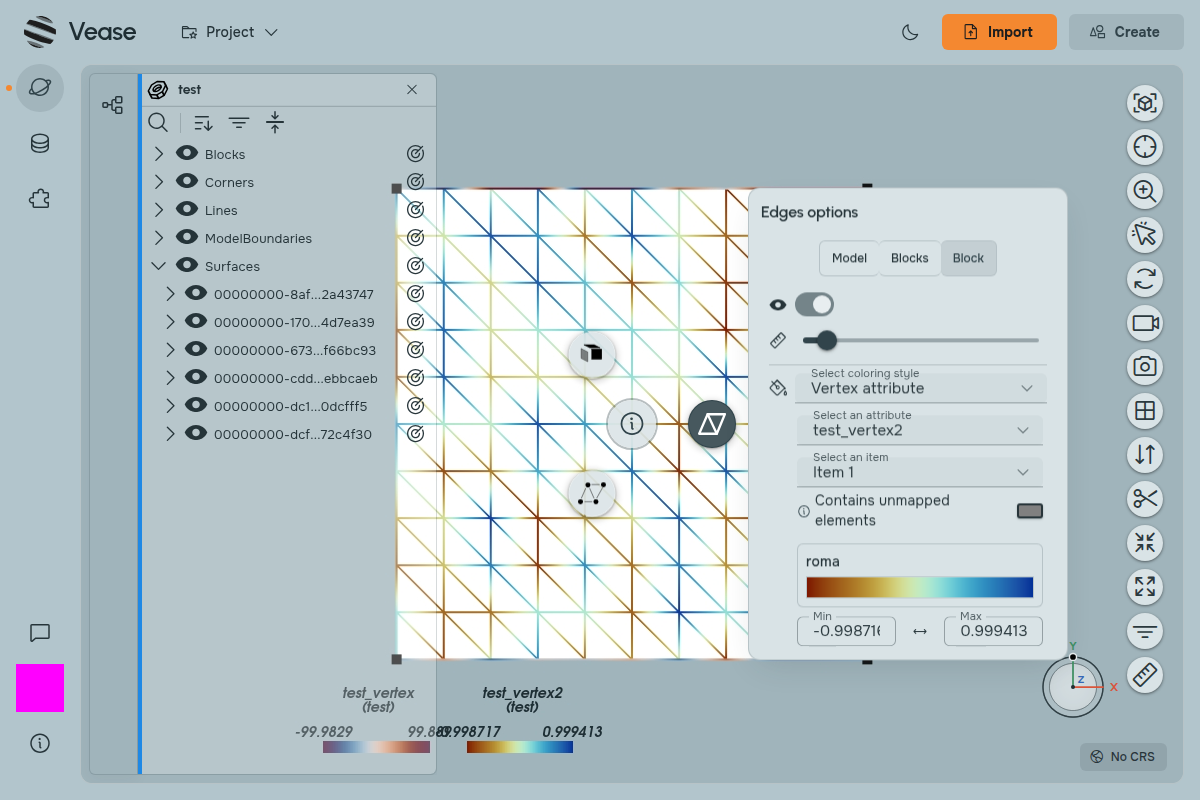 Vease
Project
Import
Create
test
Blocks
Corners
Lines
ModelBoundaries
Surfaces
00000000-8af...2a43747
00000000-170...4d7ea39
00000000-673...f66bc93
00000000-cdd...ebbcaeb
00000000-dc1...0dcfff5
00000000-dcf...72c4f30
Edges options
Model Blocks Block
Select coloring style
Vertex attribute
Select an attribute
test_vertex2
Select an item
Item 1
Contains unmapped
elements
roma
Min Max
-0.998716 0.999413
test_vertex
(test)
-99.9829
test_vertex2
(test)
0.999413
Y
Z
X
No CRS